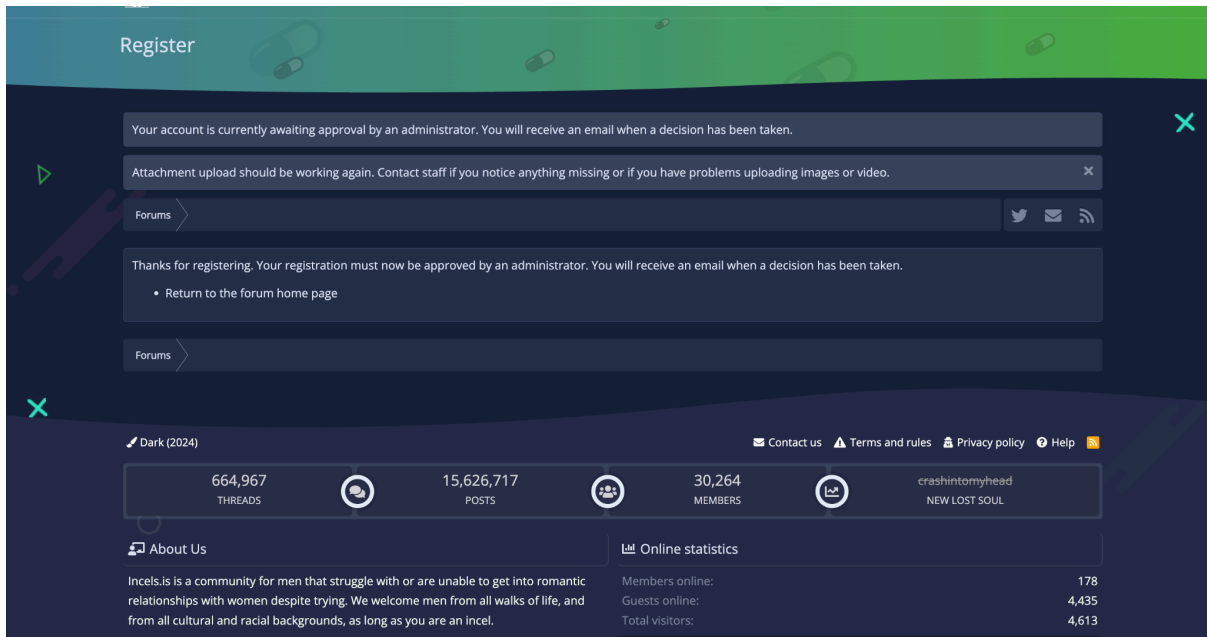 Register
Your account is currently awaiting approval by an administrator. You will receive an email when a decision has been taken.
Attachment upload should be working again. Contact staff if you notice anything missing or if you have problems uploading images or video.
Forums
Thanks for registering. Your registration must now be approved by an administrator. You will receive an email when a decision has been taken.
• Return to the forum home page
Forums
Dark (2024)
Contact us Terms and rules Privacy policy Help
664,967 15,626,717 30,264 crashintomyhead
THREADS POSTS MEMBERS NEW LOST SOUL
About Us
Incels.is is a community for men that struggle with or are unable to get into romantic
relationships with women despite trying. We welcome men from all walks of life, and
from all cultural and racial backgrounds, as long as you are an incel.
Online statistics
Members online: 178
Guests online: 4,435
Total visitors: 4,613